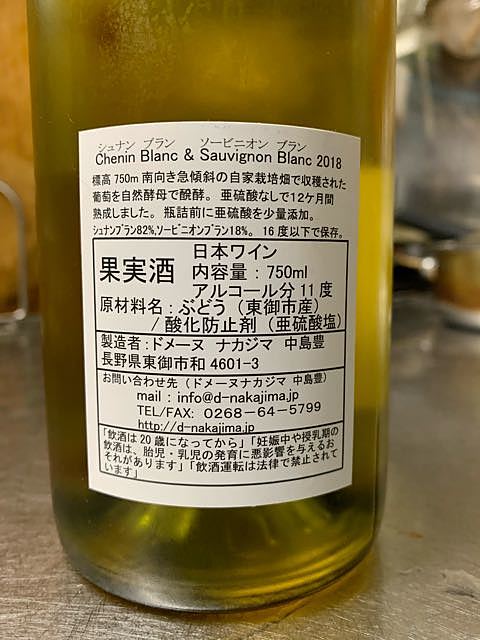 シュナン ブラン ソービニオン ブラン
Chenin Blanc & Sauvignon Blanc 2018
標高750m南向き急傾斜の自家栽培畑で収穫された
葡萄を自然酵母で醗酵。 亜硫酸なしで12ケ月間
熟成しました。 瓶詰前に亜硫酸を少量添加。
シュナンブラン82%,ソービニオンブラン18%。 16度以下で保存。
果実酒
日本ワイン
内容量：750ml
アルコール分11度
原材料名：ぶどう（東御市産）
/ 酸化防止剤（亜硫酸塩）
製造者：ドメーヌ ナカジマ 中島豊
長野県東御市和 4601-3
お問い合わせ先（ドメーヌナカジマ 中島豊）
mail：info@d-nakajima.jp
TEL/FAX: 0268-64-5799
http://d-nakajima.jp
「飲酒は20歳になってから」「妊娠中や授乳期の
飲酒は、胎児・乳児の発育に悪影響を与えるお
それがあります」「飲酒運転は法律で禁止されて
います」